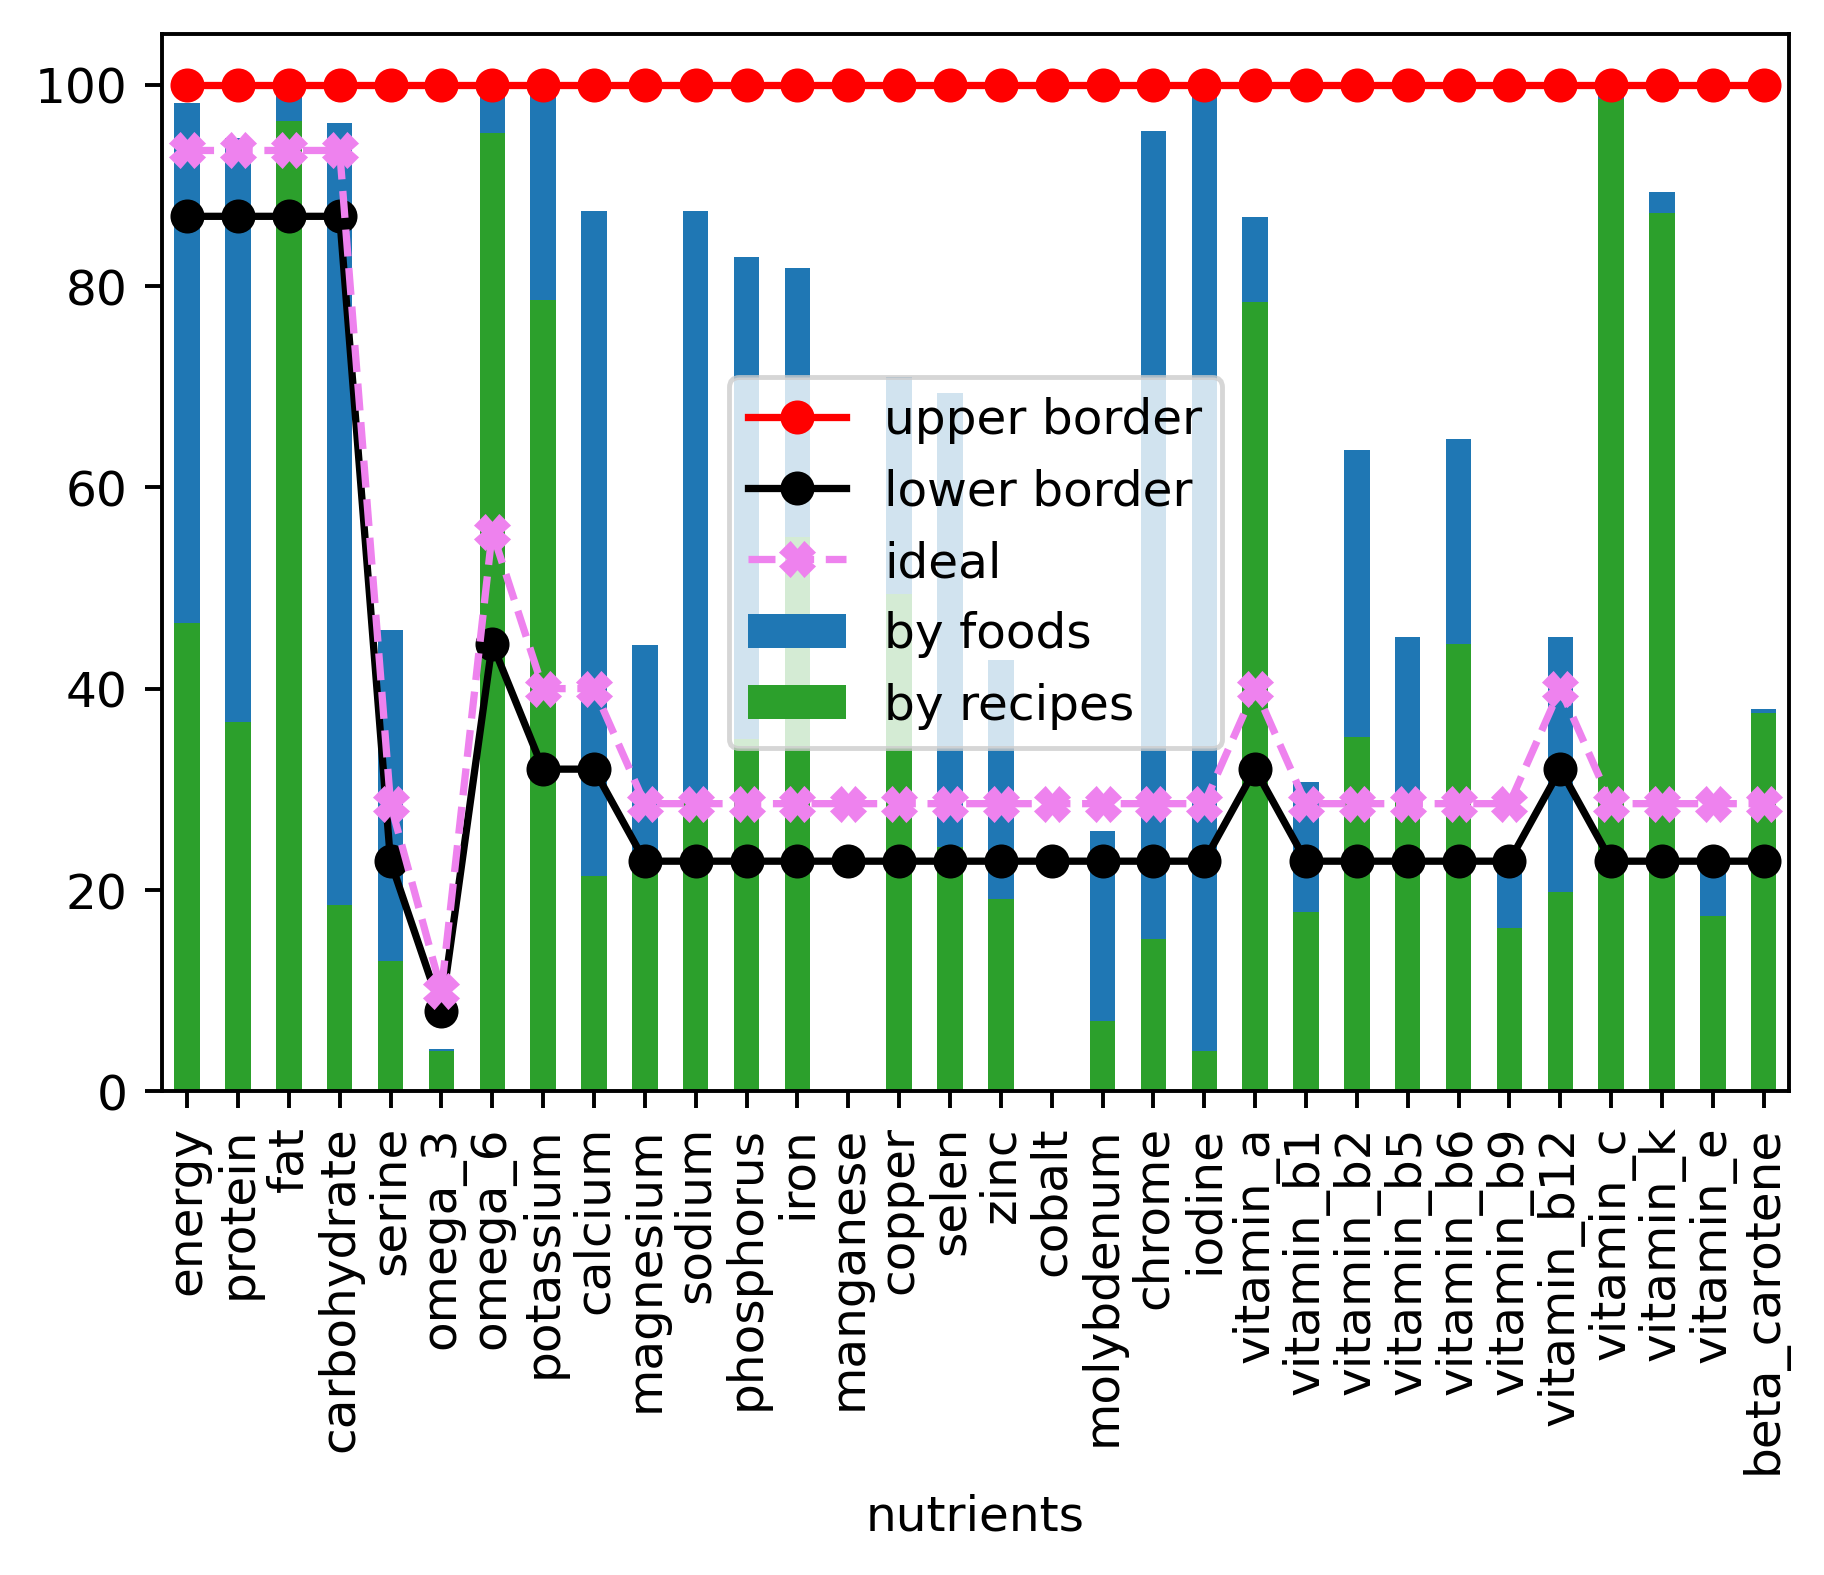 100
80
60
40
20
0
upper border
lower border
ideal
by foods
by recipes
energy
protein
fat
carbohydrate
serine
omega_3
omega_6
potassium
calcium
magnesium
sodium
phosphorus
iron
manganese
copper
selen
zinc
cobalt
molybdenum
chrome
iodine
vitamin_a
vitamin_b1
vitamin_b2
vitamin_b5
vitamin_b6
vitamin_b9
vitamin_b12
vitamin_c
vitamin_k
vitamin_e
beta_carotene
nutrients